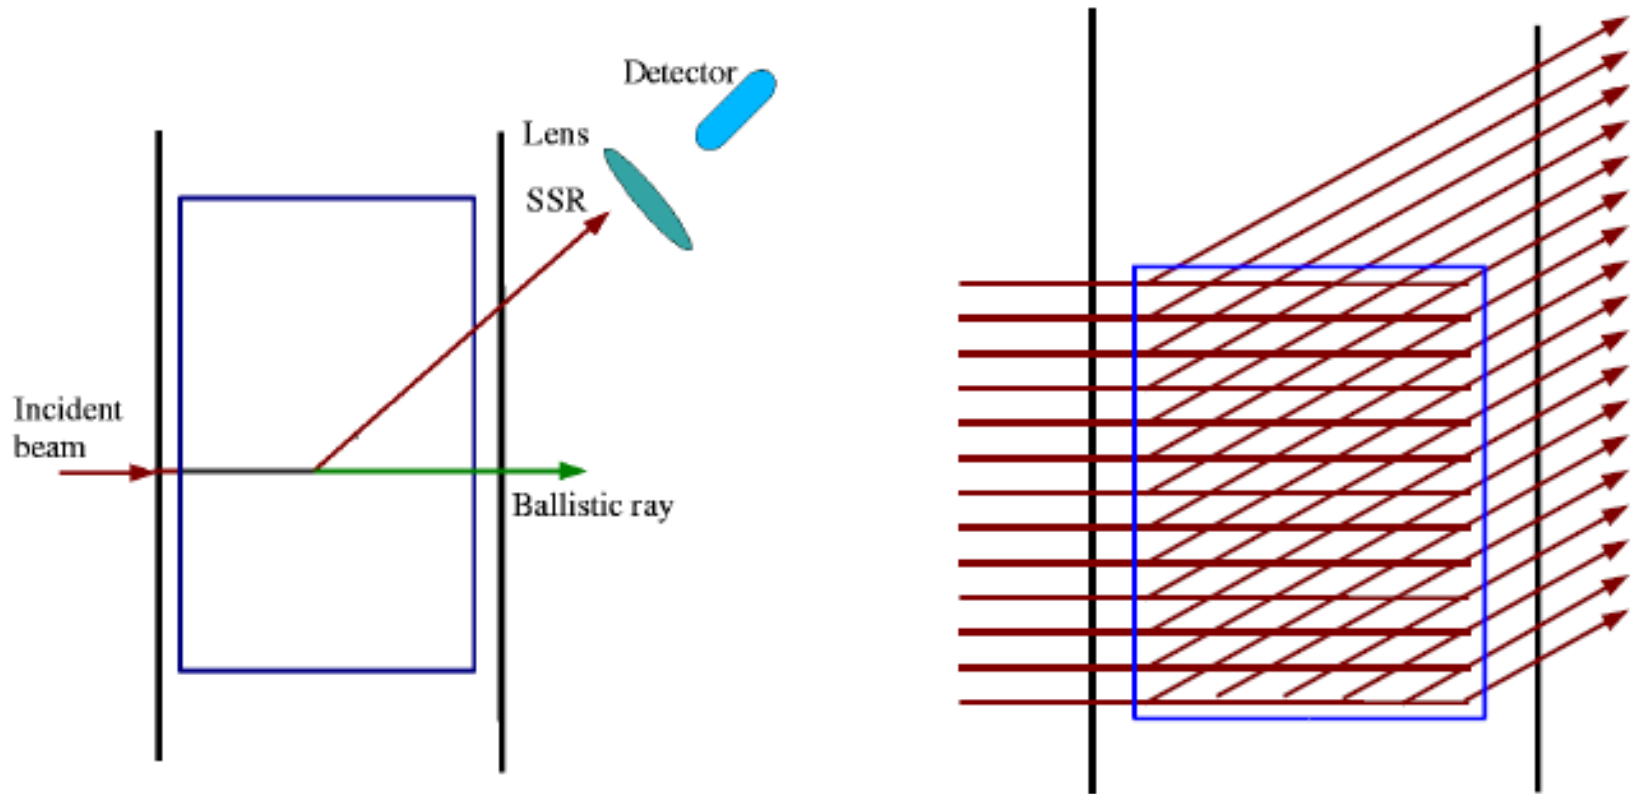 Detector
Lens
SSR
Incident
beam
Ballistic ray